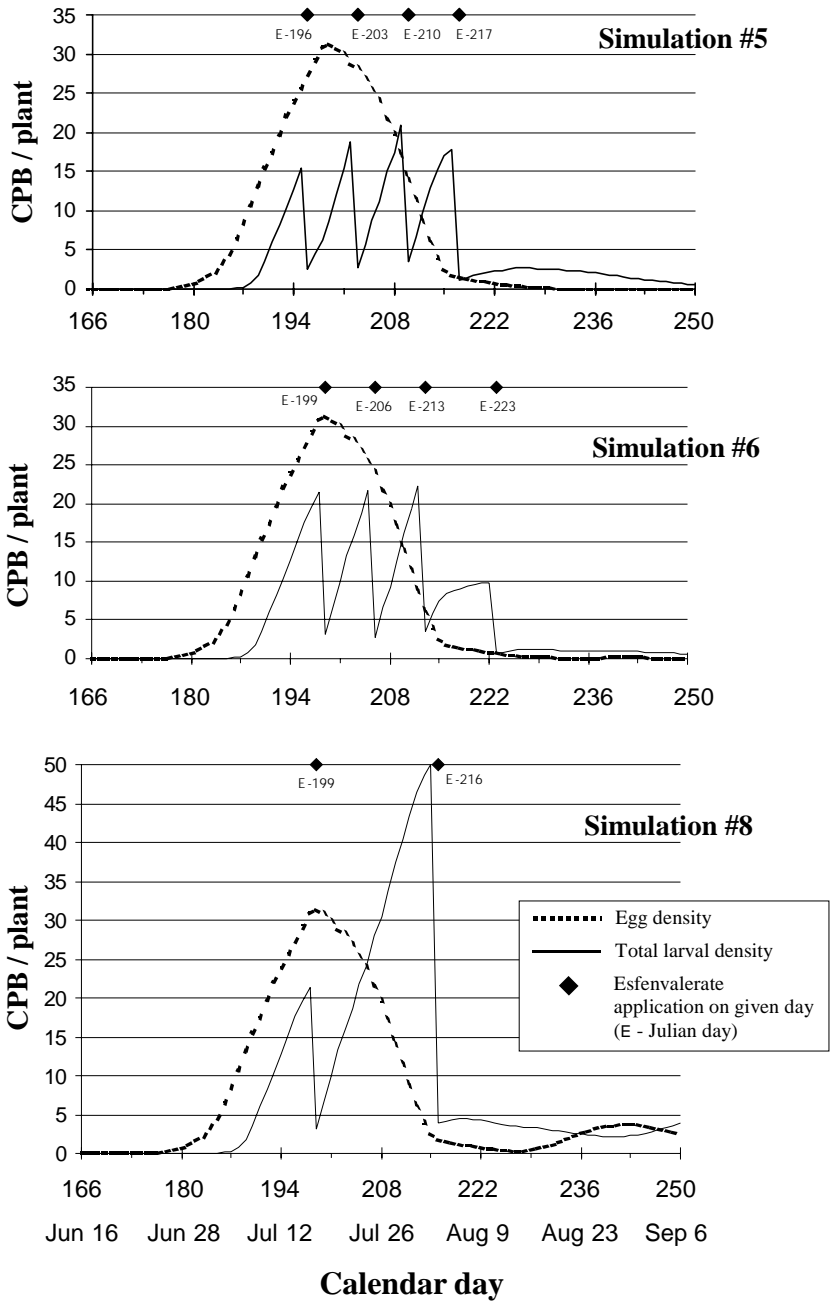 35
E-196
E-203
E-210
E-217
Simulation #5
30
25
20
15
10
5
0
CPB / plant
166 180 194 208 222 236 250
35
E-199
E-206
E-213
E-223
Simulation #6
30
25
20
15
10
5
0
CPB / plant
166 180 194 208 222 236 250
50
E-199
E-216
Simulation #8
45
40
35
30
25
20
15
10
5
0
CPB / plant
Egg density
Total larval density
Esfenvalerate
application on given day
(E - Julian day)
166 180 194 208 222 236 250
Jun 16 Jun 28 Jul 12 Jul 26 Aug 9 Aug 23 Sep 6
Calendar day